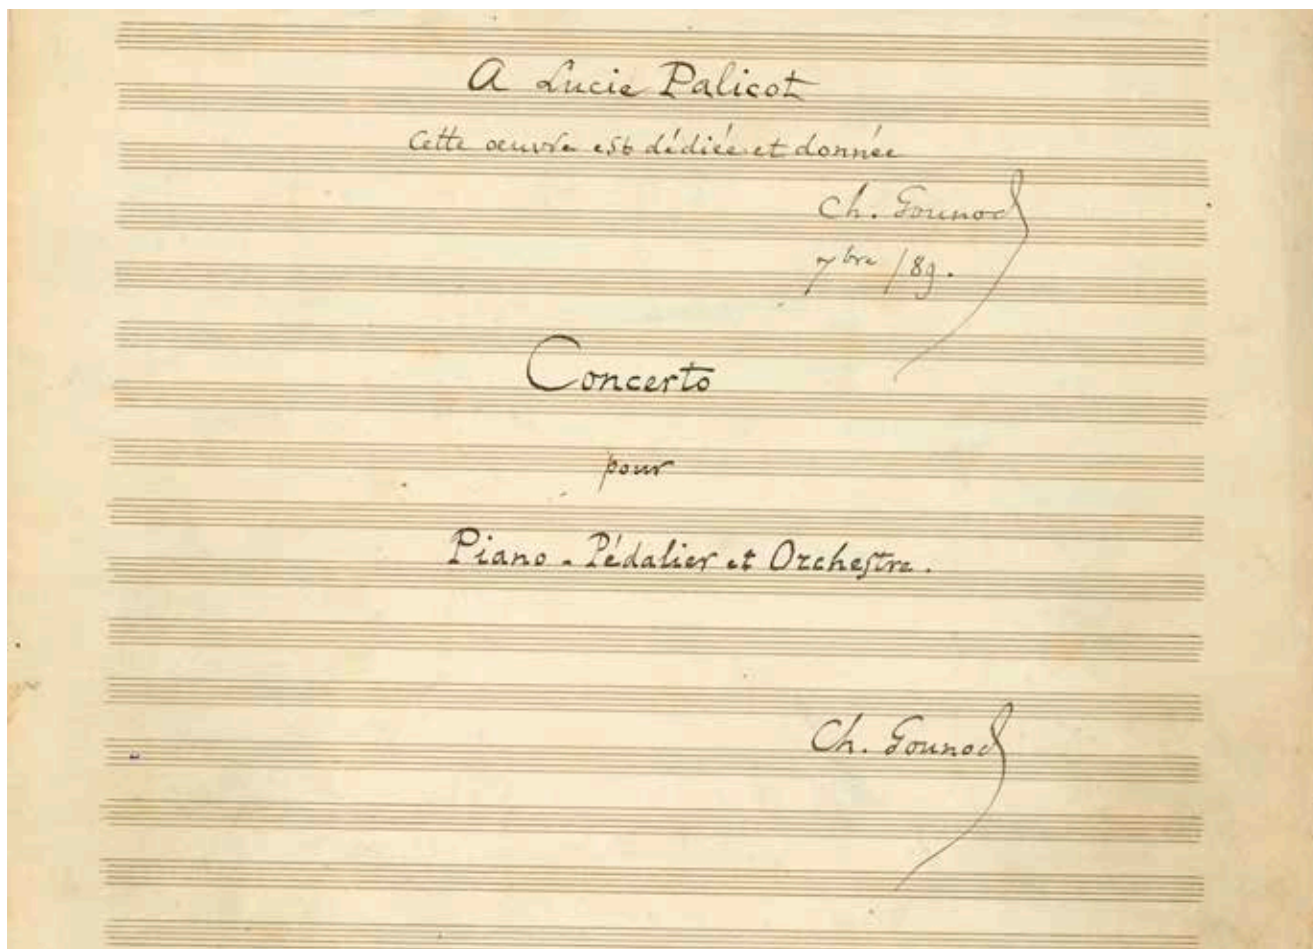 A Lucie Palicot
Cette oeuvre est dédiée et donnée
Ch. Gounod
7bre /89.
Concerto
pour
Piano-Pédalier et Orchestre.
Ch. Gounod